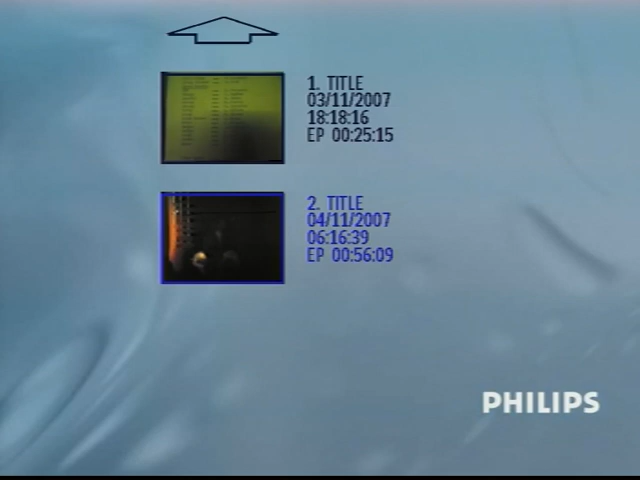 1. TITLE
03/11/2007
18:18:16
EP 00:25:15
2. TITLE
04/11/2007
06:16:39
EP 00:56:09
PHILIPS